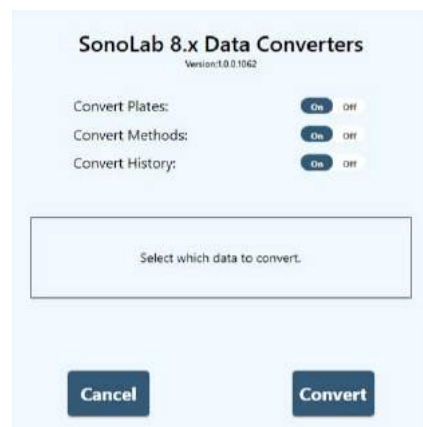 SonoLab 8.x Data Converters
Version:1.0.0.1062
Convert Plates: On Off
Convert Methods: On Off
Convert History: On Off
Select which data to convert.
Cancel Convert